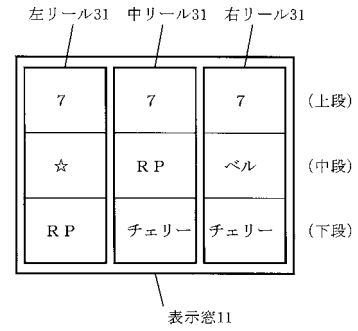 左リール31 中リール31 右リール31
7 7 7 (上段)
☆ RP ベル (中段)
RP チェリー チェリー (下段)
表示窓11